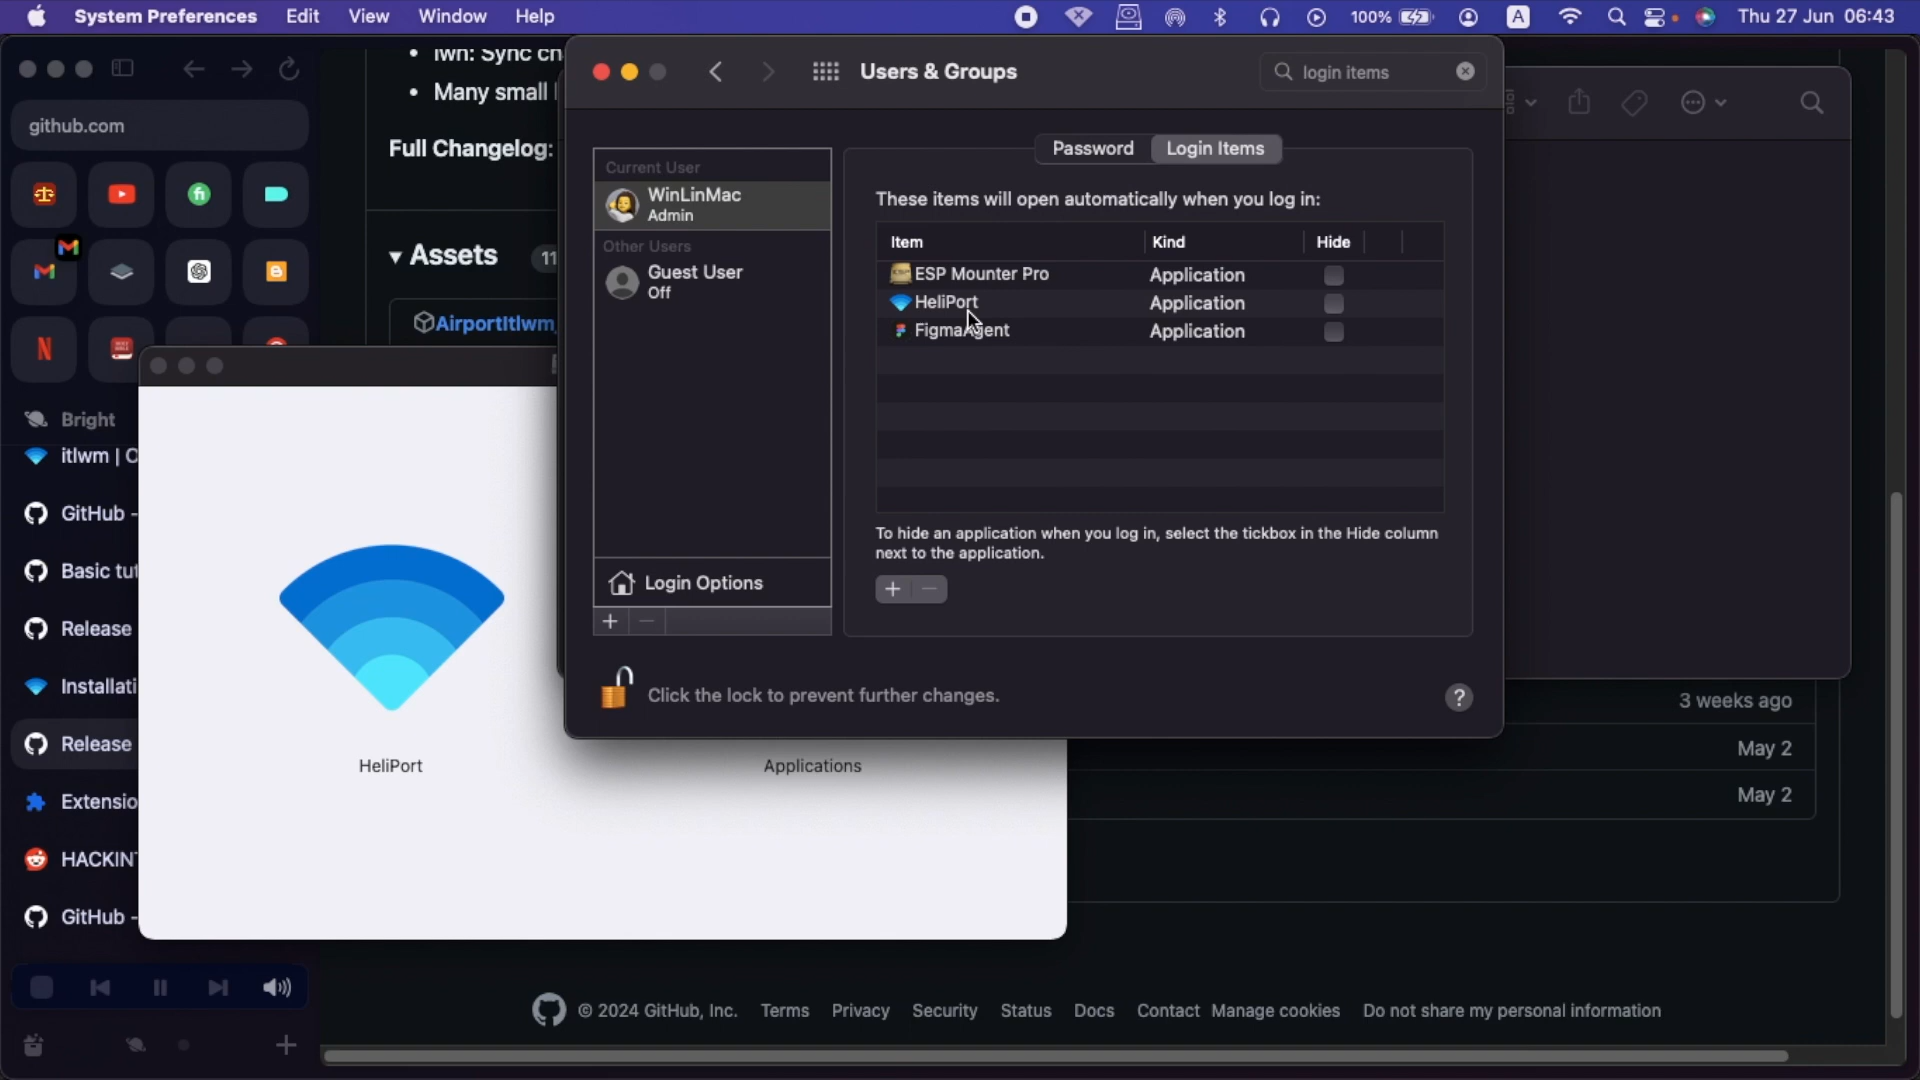 System Preferences Edit View Window Help
100% A Thu 27 Jun 06:43
github.com
Bright
itlwm | O
GitHub -
Basic tut
Release
Installati
Release
Extensio
HACKINT
GitHub -
• iwn: Sync ch
• Many small
Full Changelog:
Assets 11
AirportItlwm
Users & Groups
login items
Current User
WinLinMac
Admin
Other Users
Guest User
Off
Login Options
Password Login Items
These items will open automatically when you log in:
Item Kind Hide
ESP Mounter Pro Application
HeliPort Application
FigmaAgent Application
To hide an application when you log in, select the tickbox in the Hide column
next to the application.
+ −
+ −
Click the lock to prevent further changes.
?
HeliPort Applications
3 weeks ago
May 2
May 2
© 2024 GitHub, Inc. Terms Privacy Security Status Docs Contact Manage cookies Do not share my personal information